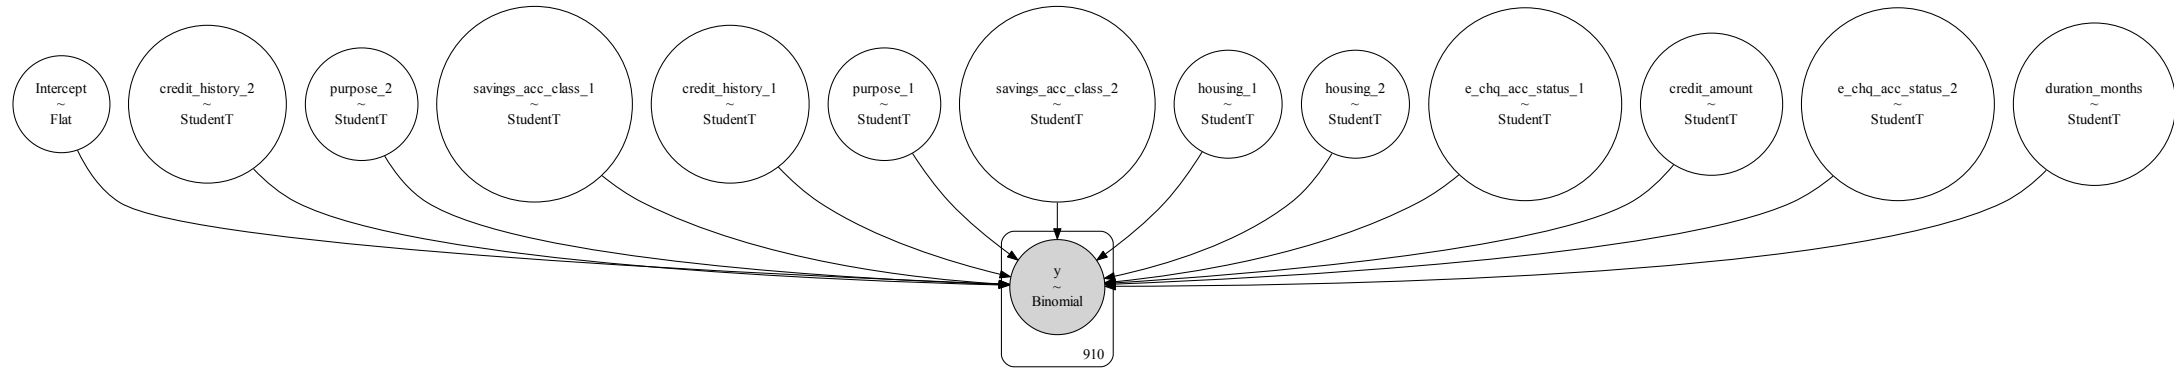 Intercept
~
Flat
credit_history_2
~
StudentT
purpose_2
~
StudentT
savings_acc_class_1
~
StudentT
credit_history_1
~
StudentT
purpose_1
~
StudentT
savings_acc_class_2
~
StudentT
housing_1
~
StudentT
housing_2
~
StudentT
e_chq_acc_status_1
~
StudentT
credit_amount
~
StudentT
e_chq_acc_status_2
~
StudentT
duration_months
~
StudentT
y
~
Binomial
910